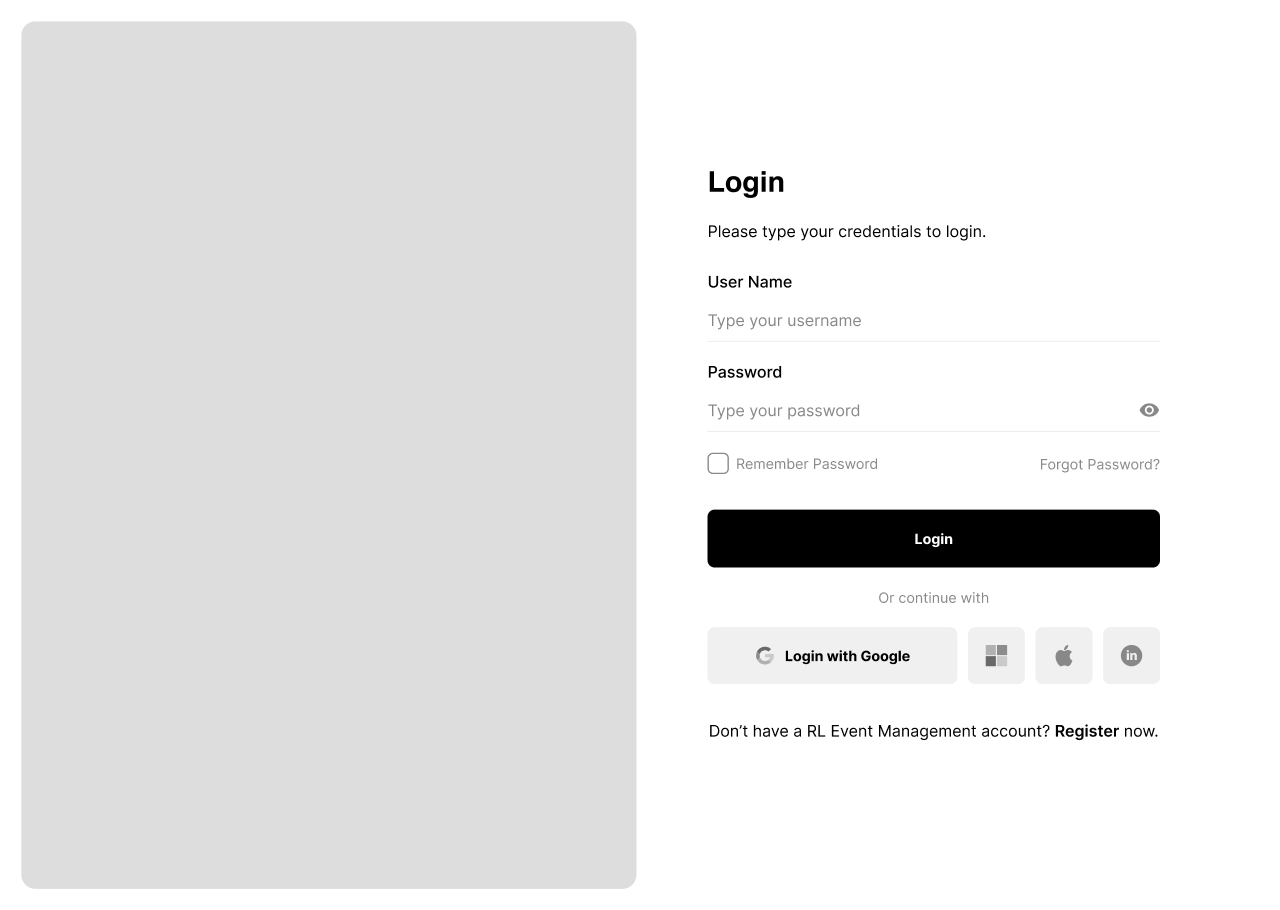 Login
Please type your credentials to login.
User Name
Type your username
Password
Type your password
Remember Password
Forgot Password?
Login
Or continue with
Login with Google
in
Don’t have a RL Event Management account? Register now.